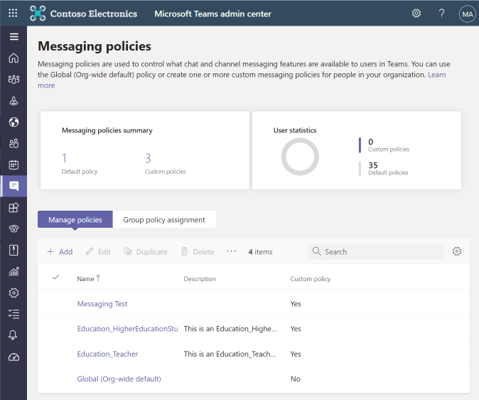 Contoso Electronics Microsoft Teams admin center ? MA
Messaging policies
Messaging policies are used to control what chat and channel messaging features are available to users in Teams. You can use
the Global (Org-wide default) policy or create one or more custom messaging policies for people in your organization. Learn
more
Messaging policies summary
1
Default policy
3
Custom policies
User statistics
0
Custom policies
35
Default policies
Manage policies Group policy assignment
+ Add Edit Duplicate Delete ... 4 items Search
Name ↑ Description Custom policy
Messaging Test Yes
Education_HigherEducationStu This is an Education_Highe... Yes
Education_Teacher This is an Education_Teach... Yes
Global (Org-wide default) No